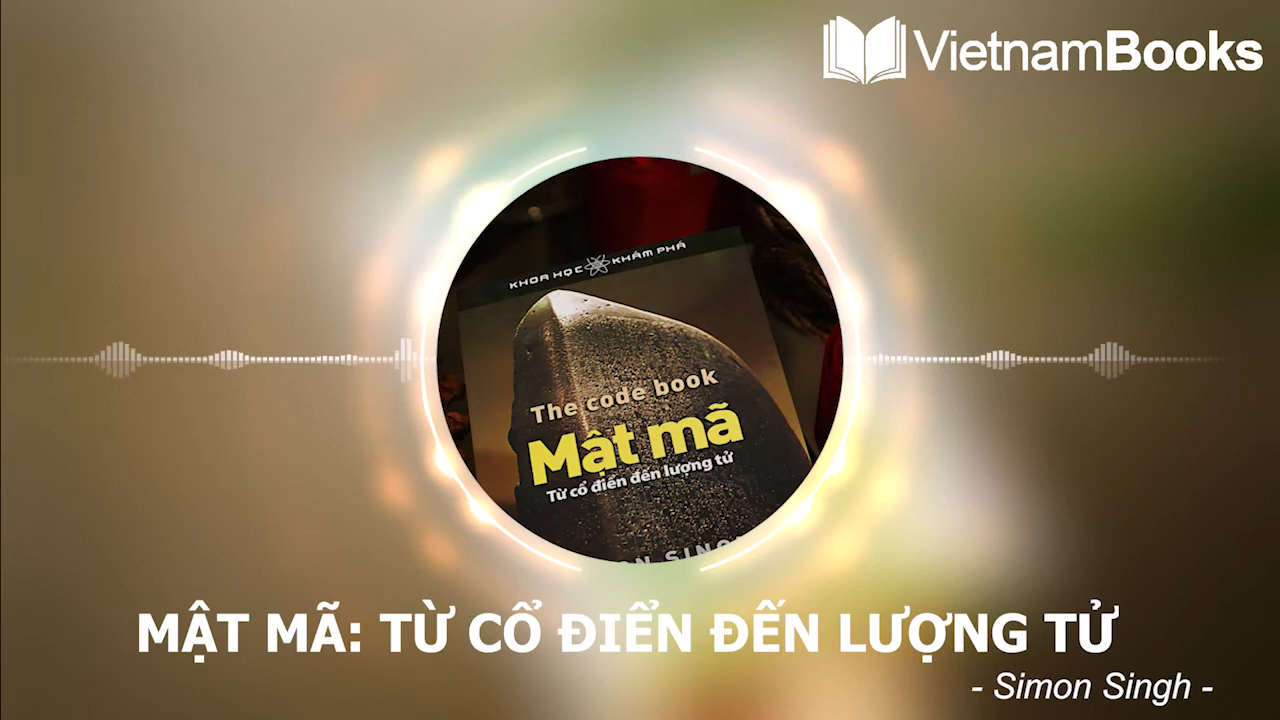 VietnamBooks
KHOA HỌC KHÁM PHÁ
The code book
Mật mã
Từ cổ điển đến lượng tử
MẬT MÃ: TỪ CỔ ĐIỂN ĐẾN LƯỢNG TỬ
- Simon Singh -